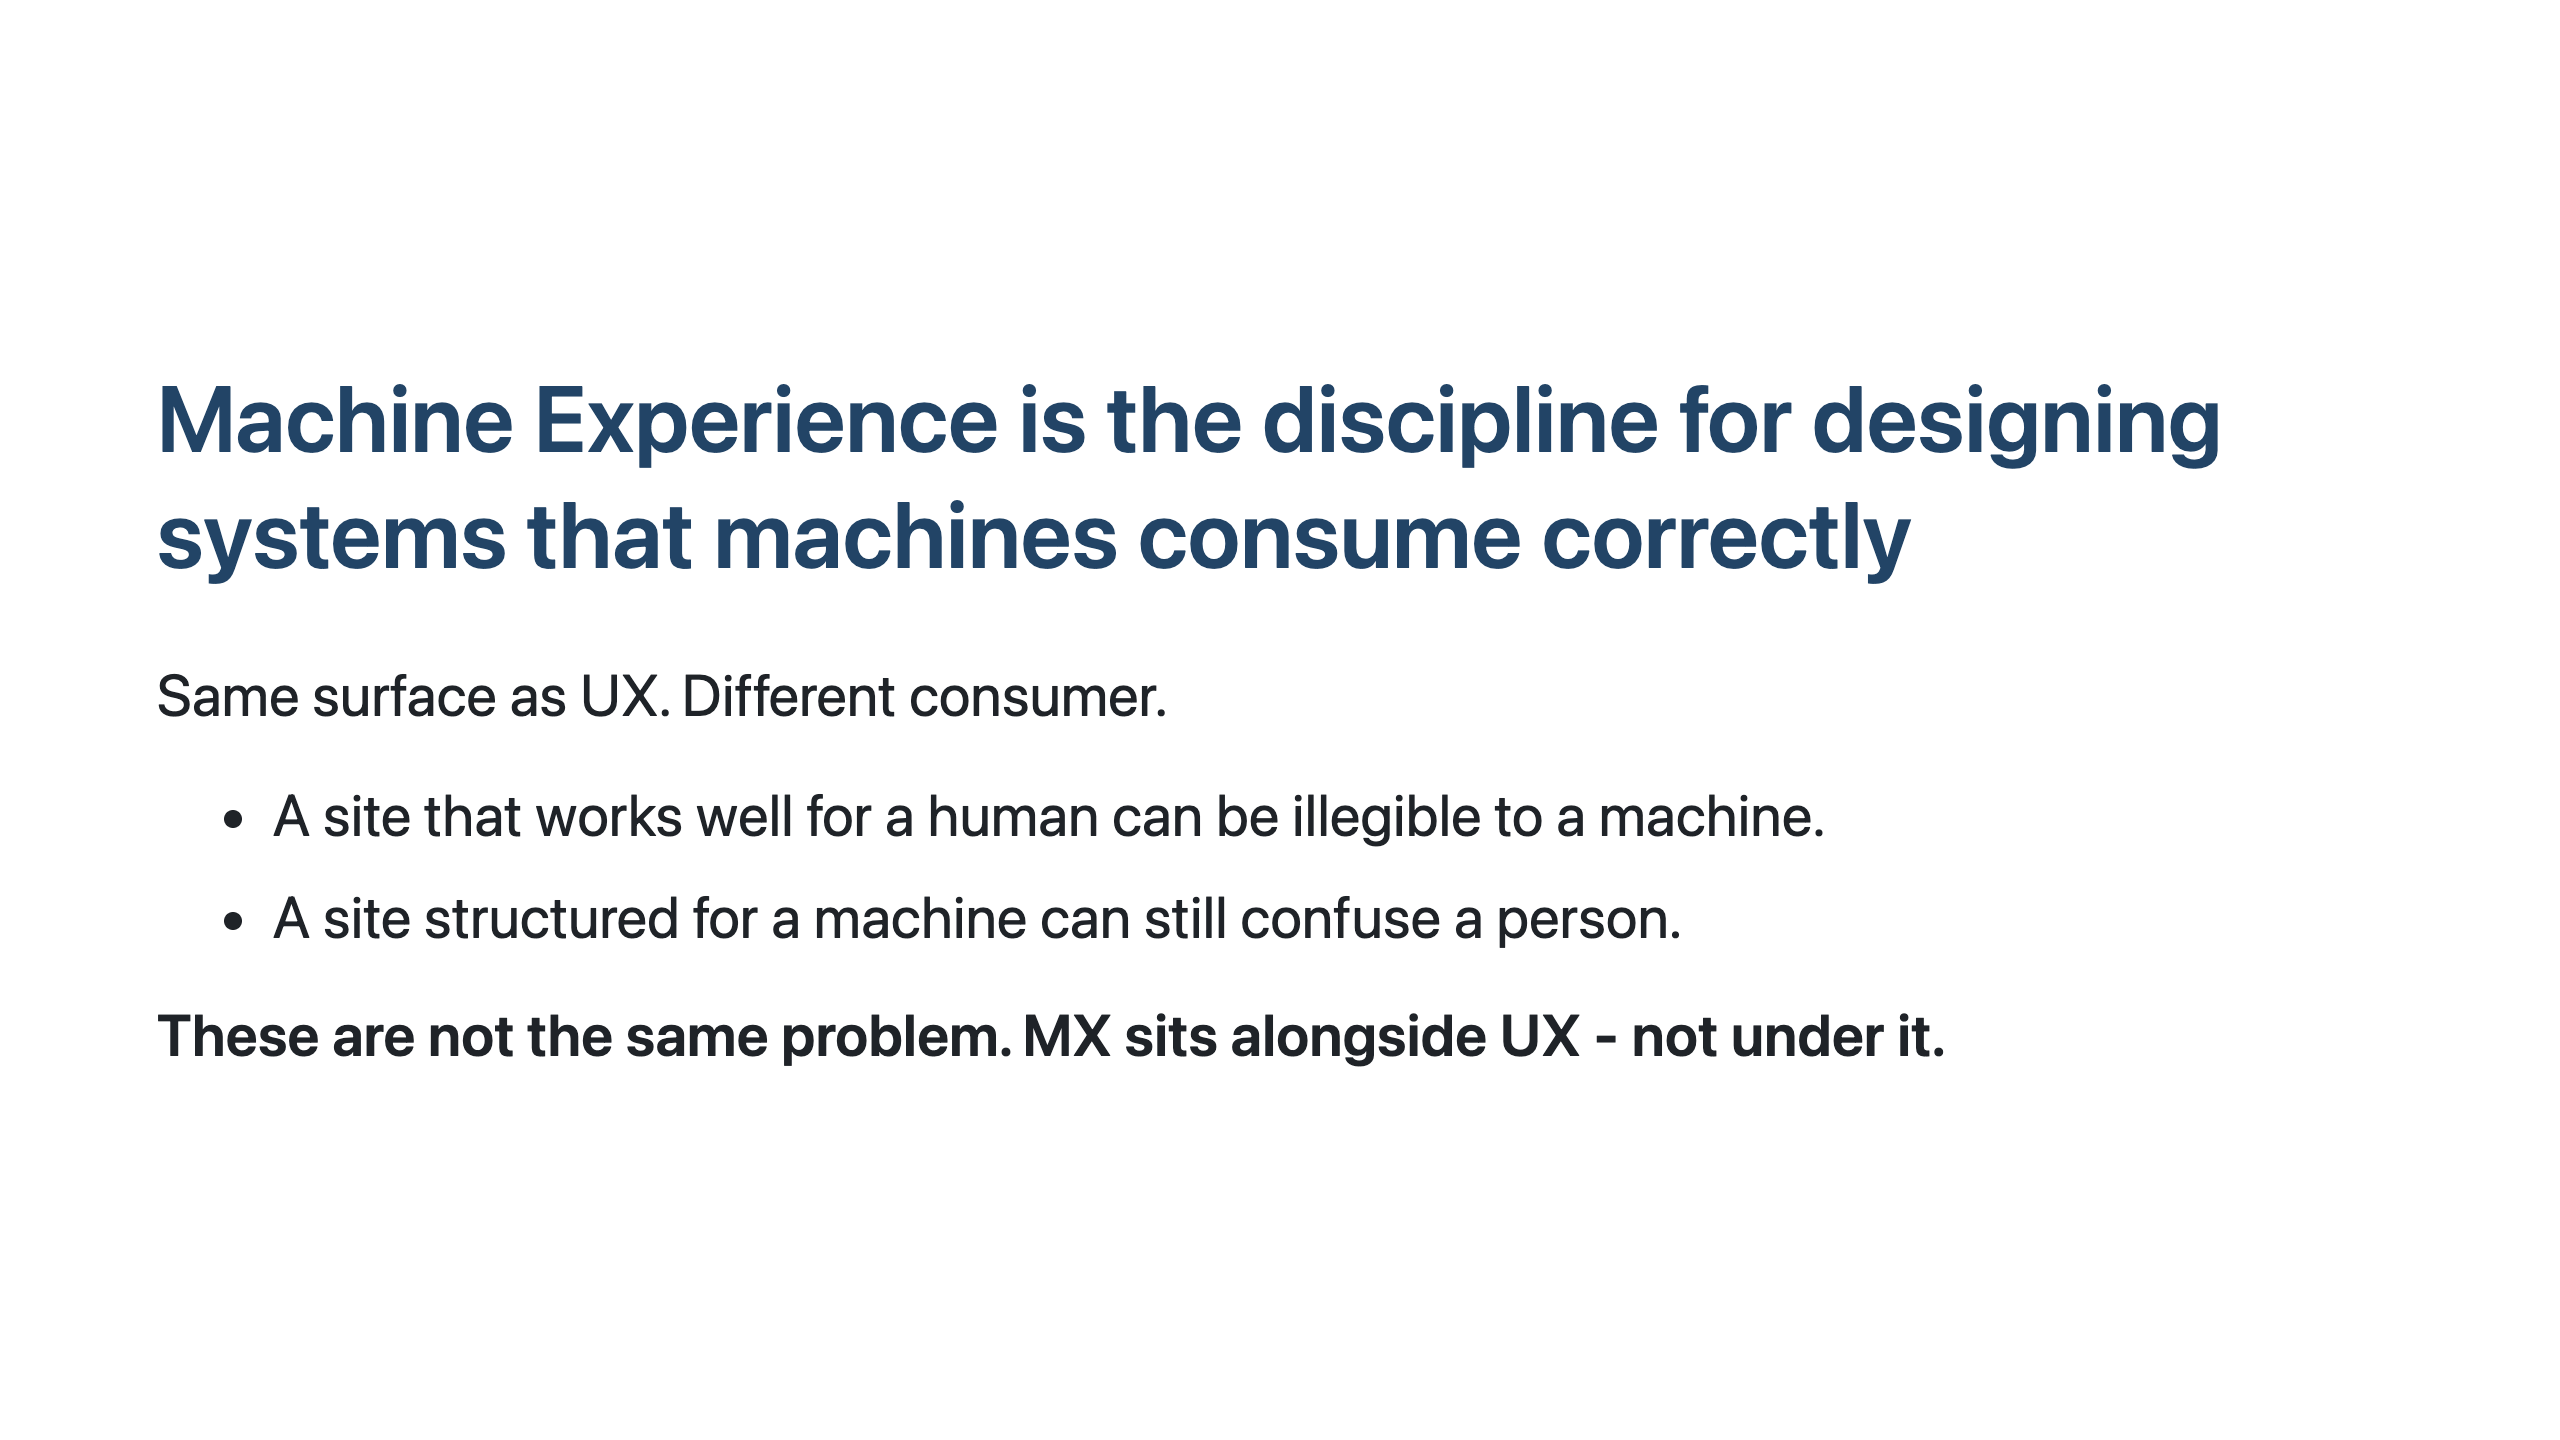 Machine Experience is the discipline for designing
systems that machines consume correctly
Same surface as UX. Different consumer.
• A site that works well for a human can be illegible to a machine.
• A site structured for a machine can still confuse a person.
These are not the same problem. MX sits alongside UX - not under it.